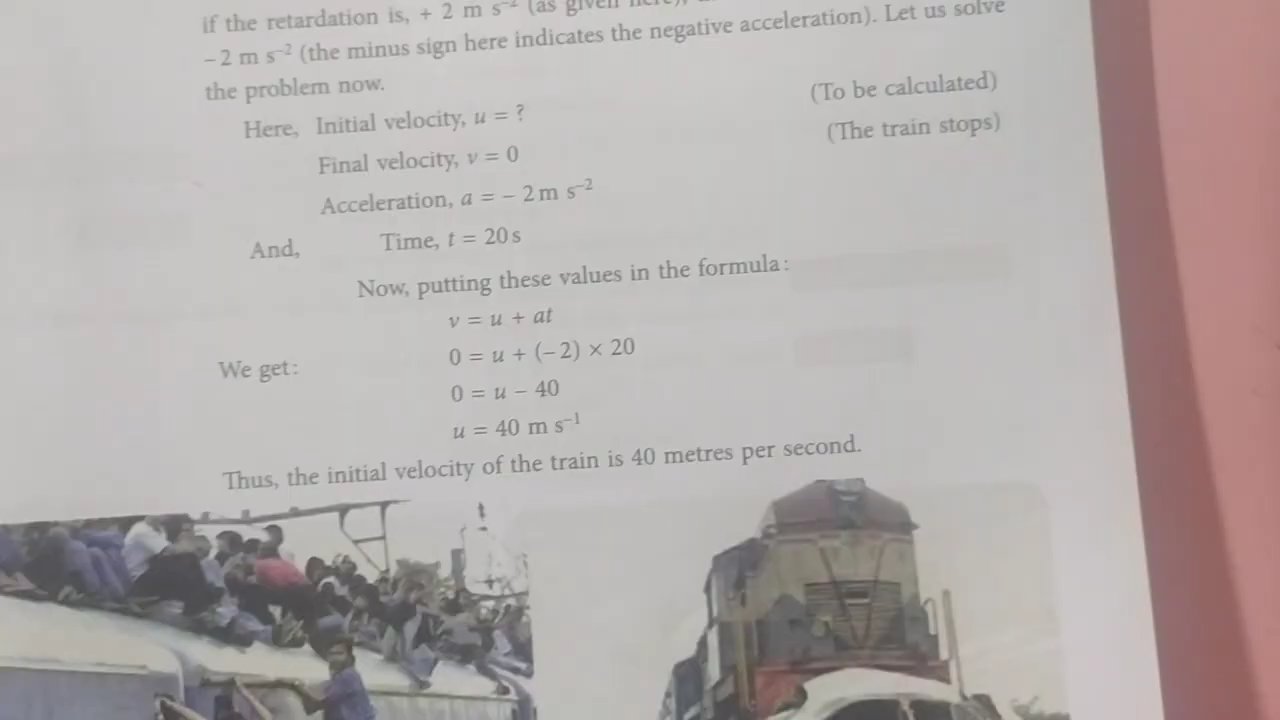 if the retardation is, + 2 m s⁻² (as given here),
– 2 m s⁻² (the minus sign here indicates the negative acceleration). Let us solve
the problem now.
Here, Initial velocity, u = ? (To be calculated)
Final velocity, v = 0 (The train stops)
Acceleration, a = – 2 m s⁻²
And, Time, t = 20 s
Now, putting these values in the formula:
v = u + at
We get: 0 = u + (– 2) × 20
0 = u – 40
u = 40 m s⁻¹
Thus, the initial velocity of the train is 40 metres per second.